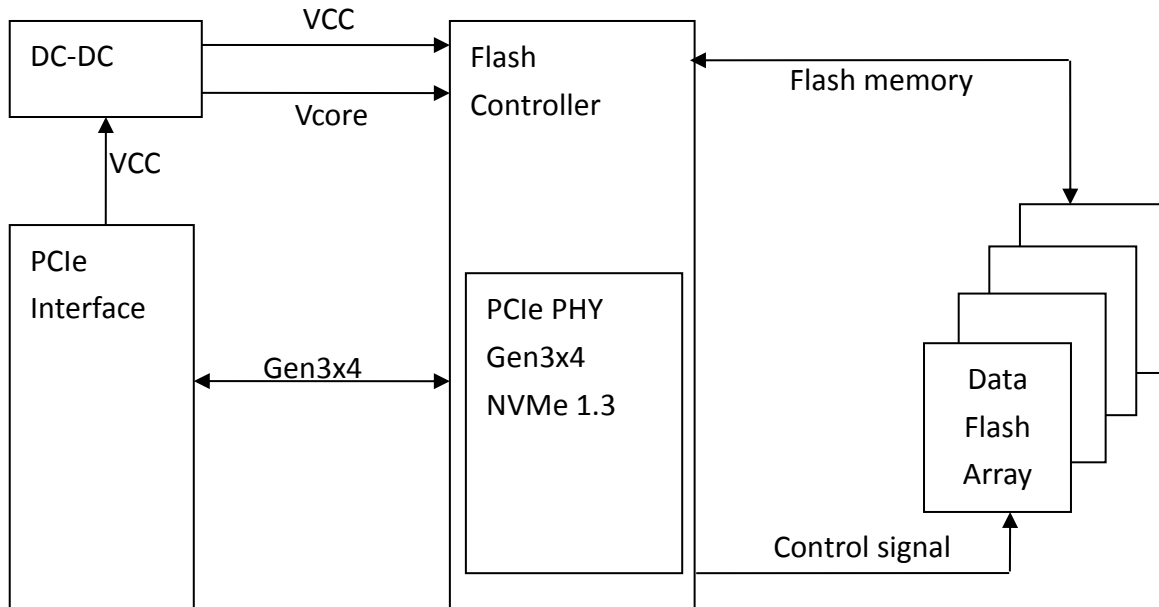 VCC
DC-DC
Flash
Controller
Flash memory
Vcore
VCC
PCIe
Interface
PCIe PHY
Gen3x4
NVMe 1.3
Gen3x4
Data
Flash
Array
Control signal